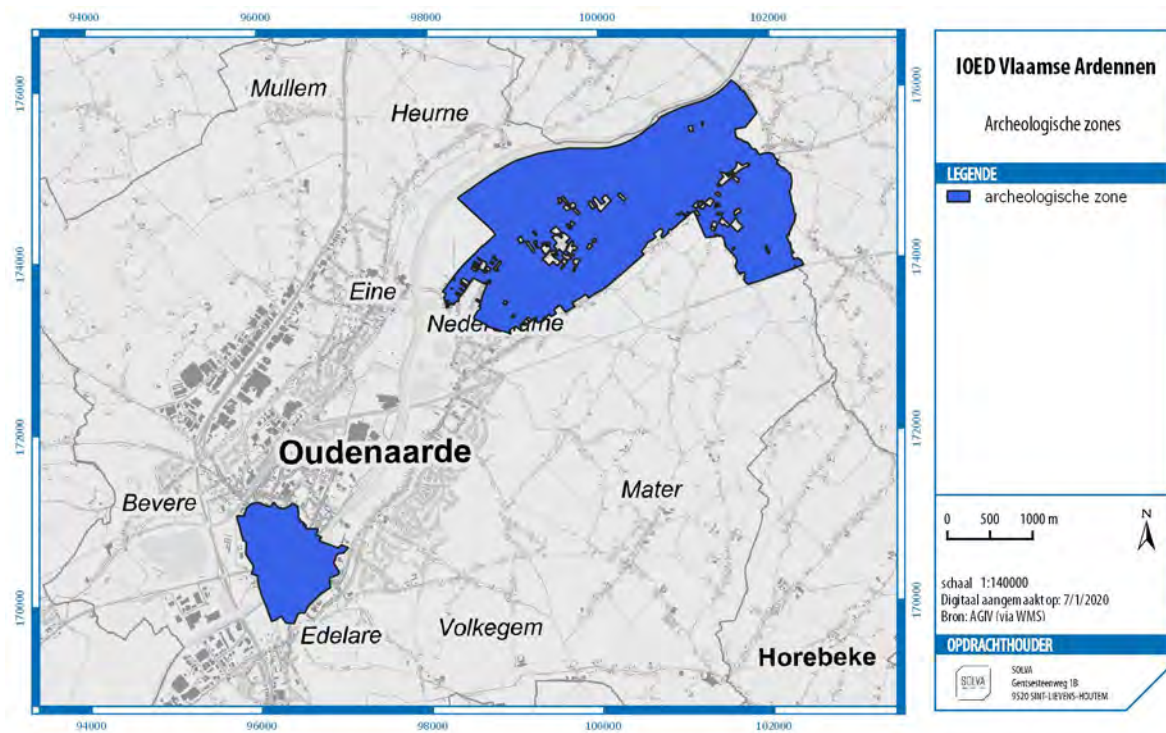 94000 96000 98000 100000 102000
176000 176000
174000 174000
172000 172000
170000 170000
Mullem
Heurne
Eine
Oudenaarde
Bevere
Mater
Edelare
Volkegem
Horebeke
94000 96000 98000 100000 102000
IOED Vlaamse Ardennen
Archeologische zones
LEGENDE
archeologische zone
0 500 1000 m
N
schaal 1:140000
Digitaal aangemaakt op: 7/1/2020
Bron: AGIV (via WMS)
OPDRACHTHOUDER
SOLVA
SOLVA
Gentsesteenweg 1B
9520 SINT-LIEVENS-HOUTEM